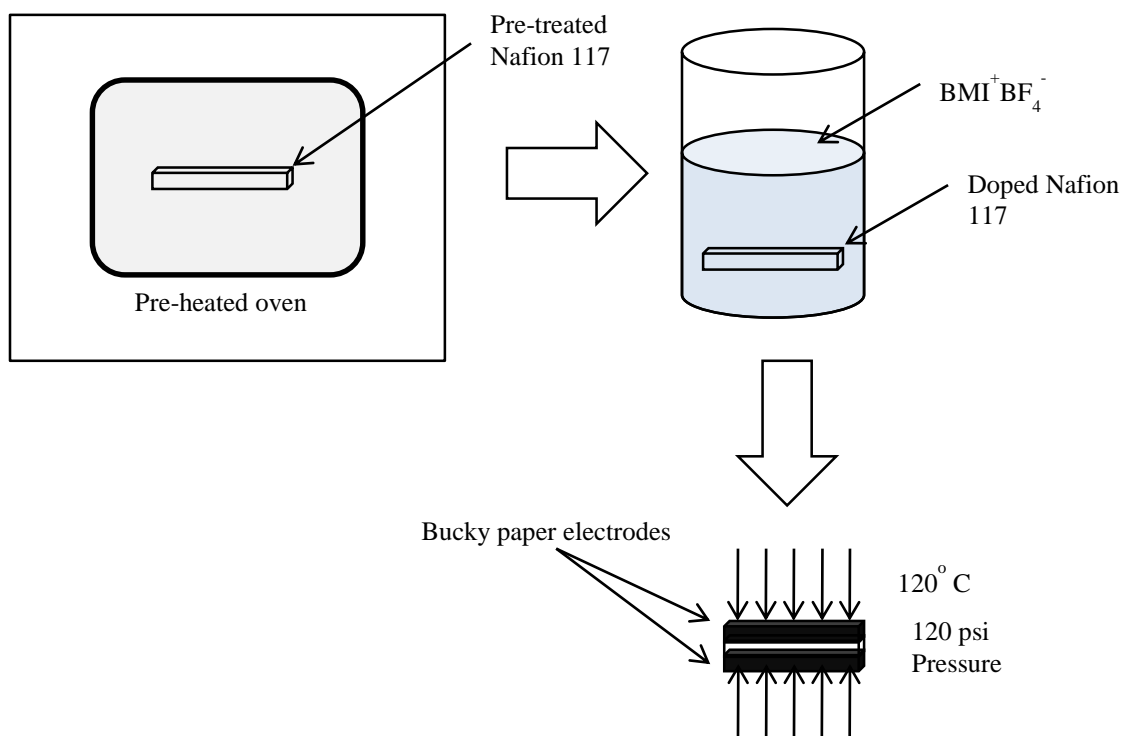 Pre-treated
Nafion 117
Pre-heated oven
BMI⁺BF₄⁻
Doped Nafion
117
Bucky paper electrodes
120° C
120 psi
Pressure